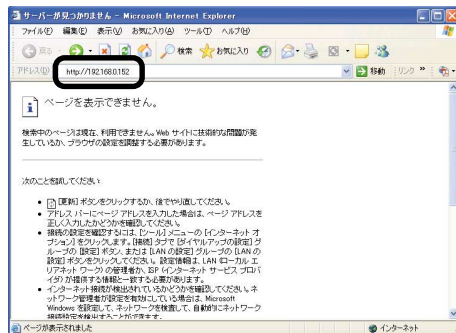 サーバーが見つかりません - Microsoft Internet Explorer
ファイル(F) 編集(E) 表示(V) お気に入り(A) ツール(T) ヘルプ(H)
戻る 検索 お気に入り
アドレス(D) http://192.168.0.152 移動 リンク »
ページを表示できません。
検索中のページは現在、利用できません。Web サイトに技術的な問題が発
生しているか、ブラウザの設定を調整する必要があります。
次のことを試してください:
[更新] ボタンをクリックするか、後でやり直してください。
アドレス バーにページ アドレスを入力した場合は、ページ アドレスを
正しく入力したかどうかを確認してください。
接続の設定を確認するには、[ツール] メニューの [インターネット オ
プション] をクリックします。[接続] タブで [ダイヤルアップの設定] グ
ループの [設定] ボタン、または [LAN の設定] グループの [LAN の
設定] ボタンをクリックしてください。設定情報は、LAN (ローカル エ
リアネット ワーク) の管理者か、ISP (インターネット サービス プロバ
イダ) が提供する情報と一致する必要があります。
インターネット接続が検出されているかどうかを確認してください。ネ
ットワーク管理者が設定を有効にしている場合は、Microsoft
Windows を設定して、ネットワークを検査して、自動的にネットワーク
接続設定を検出することができます。
ページが表示されました インターネット